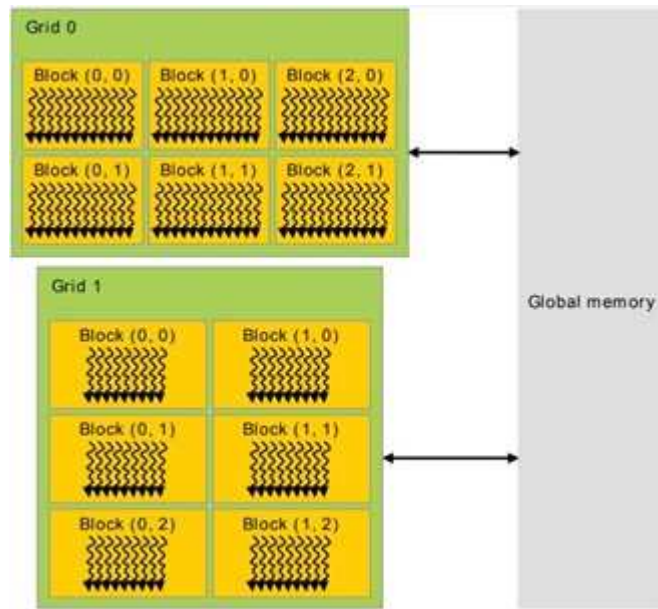 Grid 0
Block (0, 0) Block (1, 0) Block (2, 0)
Block (0, 1) Block (1, 1) Block (2, 1)
Global memory
Grid 1
Block (0, 0) Block (1, 0)
Block (0, 1) Block (1, 1)
Block (0, 2) Block (1, 2)